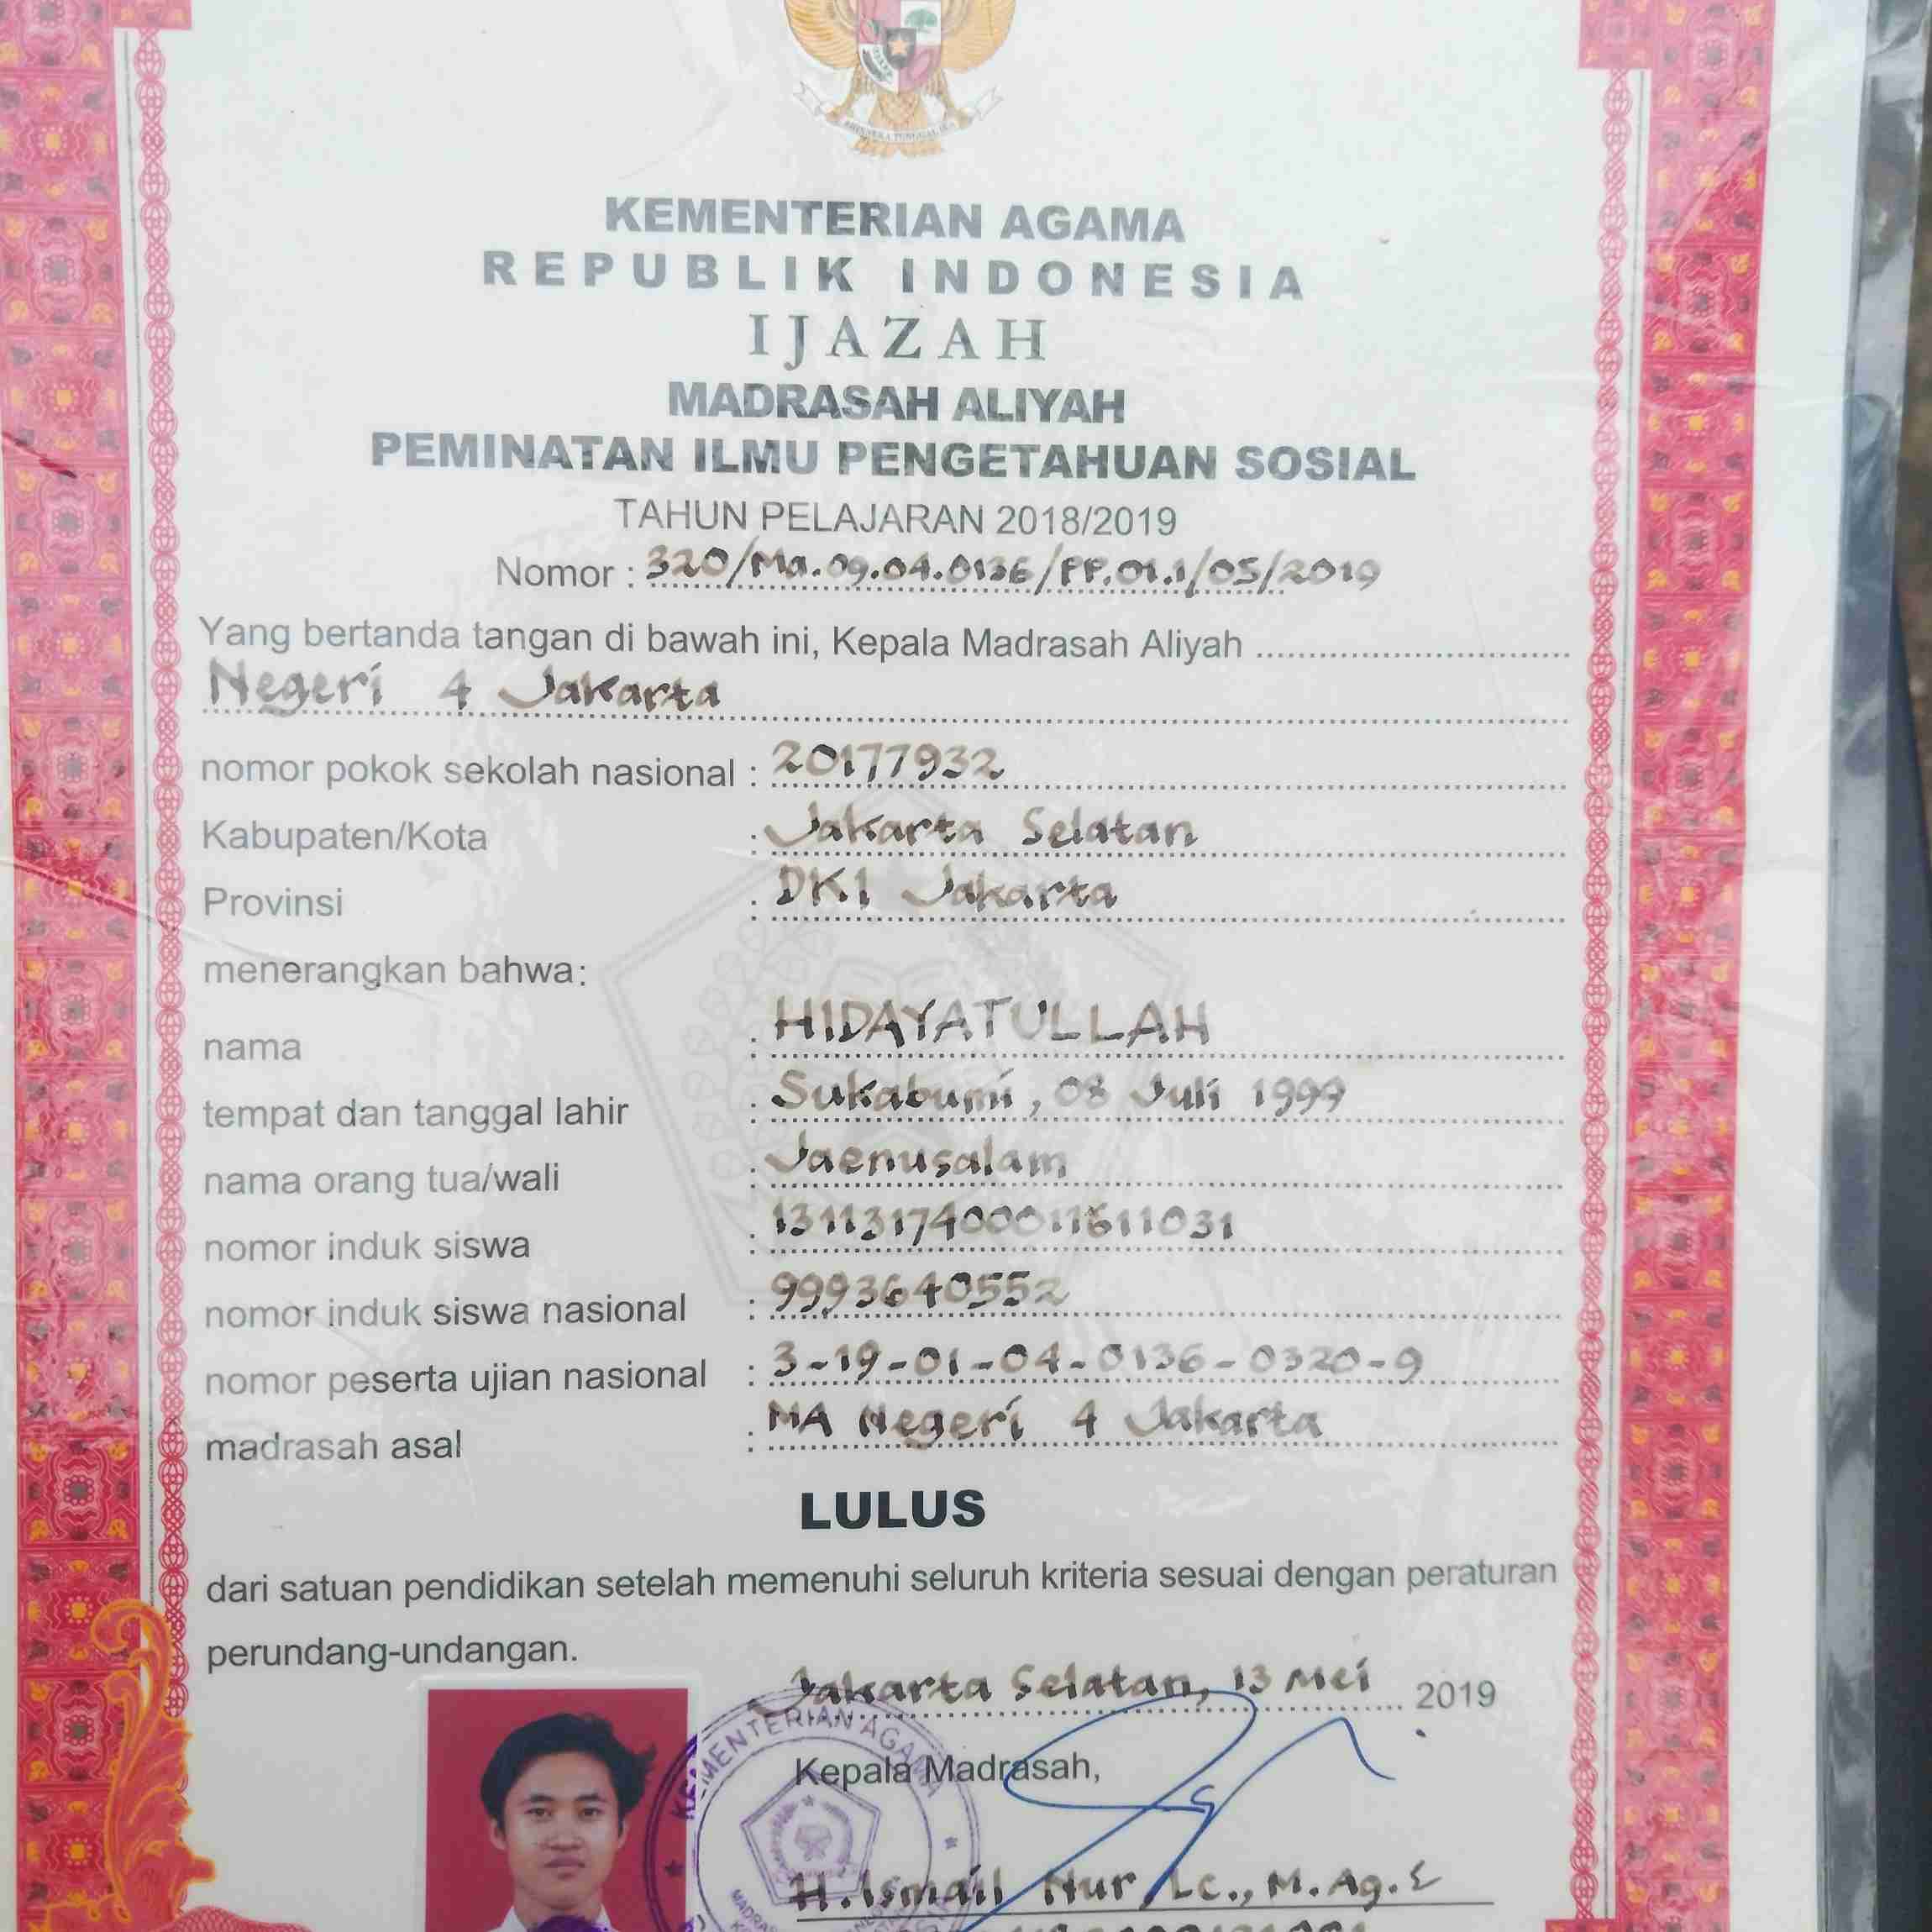 BHINNEKA TUNGGAL IKA
KEMENTERIAN AGAMA
REPUBLIK INDONESIA
IJAZAH
MADRASAH ALIYAH
PEMINATAN ILMU PENGETAHUAN SOSIAL
TAHUN PELAJARAN 2018/2019
Nomor : 320/Ma.09.04.0136/PP.01.1/05/2019
Yang bertanda tangan di bawah ini, Kepala Madrasah Aliyah
Negeri 4 Jakarta
nomor pokok sekolah nasional : 20177932
Kabupaten/Kota : Jakarta Selatan
Provinsi : DKI Jakarta
menerangkan bahwa:
nama : HIDAYATULLAH
tempat dan tanggal lahir : Sukabumi, 08 Juli 1999
nama orang tua/wali : Jaenusalam
nomor induk siswa : 131131740000611031
nomor induk siswa nasional : 9993640552
nomor peserta ujian nasional : 3-19-01-04-0136-0320-9
madrasah asal : MA Negeri 4 Jakarta
LULUS
dari satuan pendidikan setelah memenuhi seluruh kriteria sesuai dengan peraturan
perundang-undangan.
Jakarta Selatan, 13 Mei 2019
KEMENTERIAN AGAMA
Kepala Madrasah,
H. Ismail Nur, Lc., M.Ag.